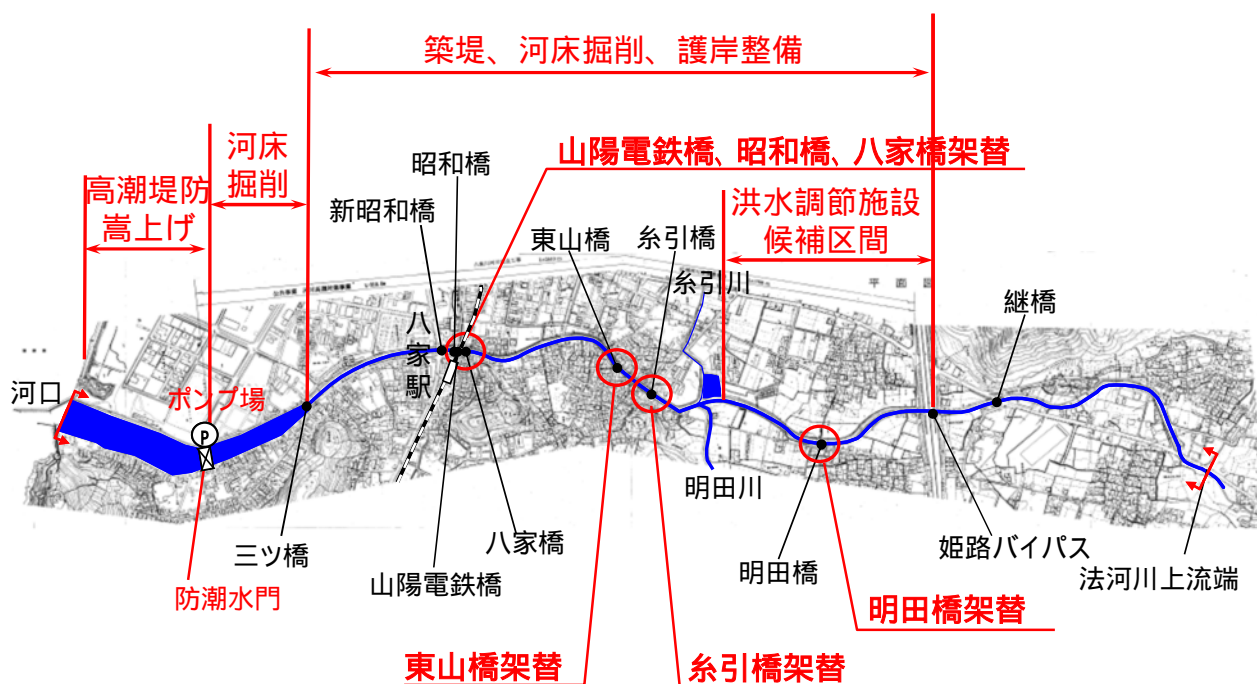 築堤、河床掘削、護岸整備
山陽電鉄橋、昭和橋、八家橋架替
河床
掘削
昭和橋
高潮堤防
嵩上げ
新昭和橋
洪水調節施設
候補区間
東山橋
糸引橋
糸引川
平面図
継橋
八家駅
河口
ポンプ場
P
三ツ橋
八家橋
山陽電鉄橋
防潮水門
明田川
明田橋
姫路バイパス
法河川上流端
明田橋架替
東山橋架替
糸引橋架替